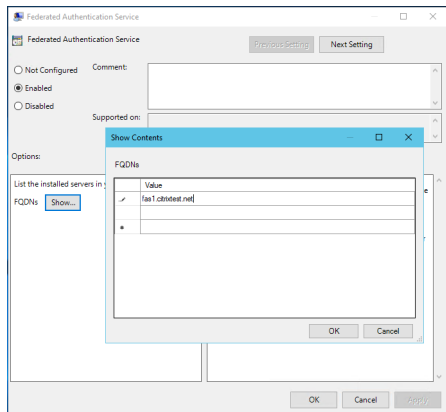 Federated Authentication Service
Federated Authentication Service
Previous Setting
Next Setting
Not Configured
Comment:
Enabled
Disabled
Supported on:
Options:
Show Contents
FQDNs
Value
fas1.citrixtest.net
List the installed servers in
FQDNs
Show...
OK
Cancel
OK
Cancel
Apply